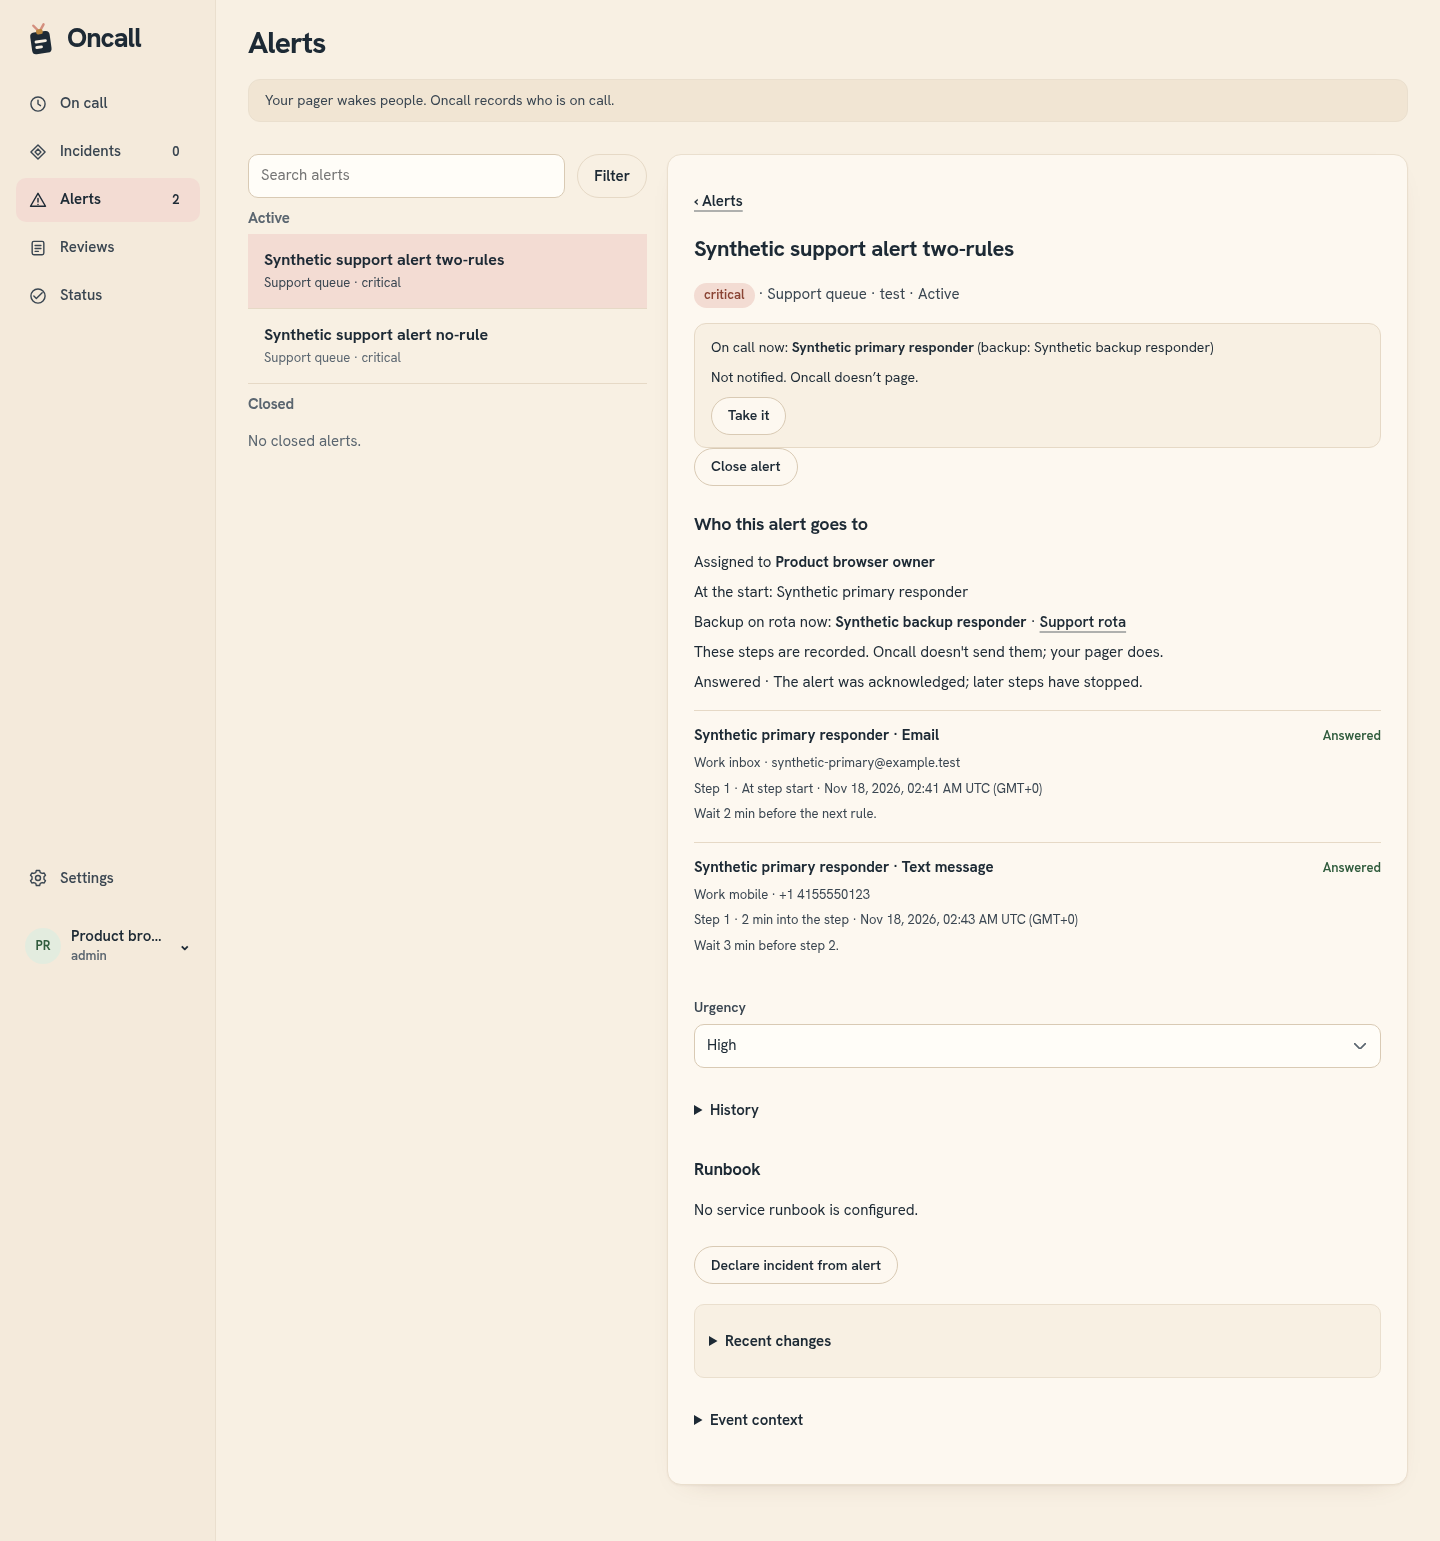 Oncall
On call
Incidents 0
Alerts 2
Reviews
Status
Settings
PR
Product bro...
admin
Alerts
Your pager wakes people. Oncall records who is on call.
Search alerts
Filter
Active
Synthetic support alert two-rules
Support queue · critical
Synthetic support alert no-rule
Support queue · critical
Closed
No closed alerts.
‹ Alerts
Synthetic support alert two-rules
critical · Support queue · test · Active
On call now: Synthetic primary responder (backup: Synthetic backup responder)
Not notified. Oncall doesn’t page.
Take it
Close alert
Who this alert goes to
Assigned to Product browser owner
At the start: Synthetic primary responder
Backup on rota now: Synthetic backup responder · Support rota
These steps are recorded. Oncall doesn't send them; your pager does.
Answered · The alert was acknowledged; later steps have stopped.
Synthetic primary responder · Email Answered
Work inbox · synthetic-primary@example.test
Step 1 · At step start · Nov 18, 2026, 02:41 AM UTC (GMT+0)
Wait 2 min before the next rule.
Synthetic primary responder · Text message Answered
Work mobile · +1 4155550123
Step 1 · 2 min into the step · Nov 18, 2026, 02:43 AM UTC (GMT+0)
Wait 3 min before step 2.
Urgency
High
History
Runbook
No service runbook is configured.
Declare incident from alert
Recent changes
Event context